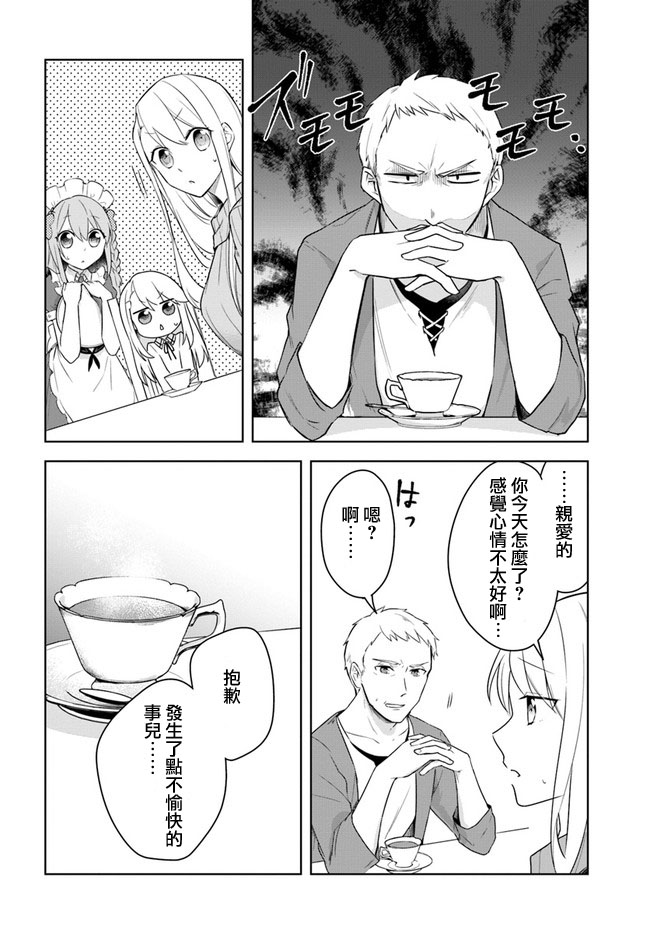 ズモモモモモモ.
……親愛的
你今天怎麼了?
感覺心情不太好啊…
はっ
嗯?
啊……
抱歉
發生了點不愉快的
事兒……